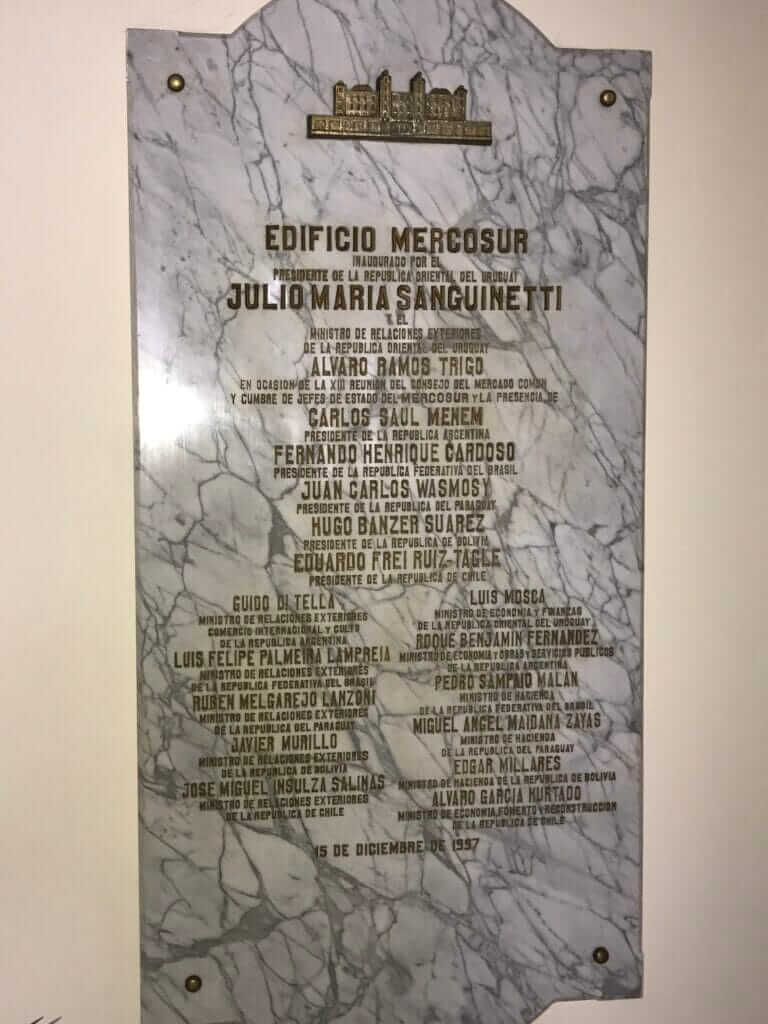 EDIFICIO MERCOSUR
INAUGURADO POR EL
PRESIDENTE DE LA REPUBLICA ORIENTAL DEL URUGUAY
JULIO MARIA SANGUINETTI
Y EL
MINISTRO DE RELACIONES EXTERIORES
DE LA REPUBLICA ORIENTAL DEL URUGUAY
ALVARO RAMOS TRIGO
EN OCASION DE LA XIII REUNION DEL CONSEJO DEL MERCADO COMUN
Y CUMBRE DE JEFES DE ESTADO DEL MERCOSUR Y LA PRESENCIA DE
CARLOS SAUL MENEM
PRESIDENTE DE LA REPUBLICA ARGENTINA
FERNANDO HENRIQUE CARDOSO
PRESIDENTE DE LA REPUBLICA FEDERATIVA DEL BRASIL
JUAN CARLOS WASMOSY
PRESIDENTE DE LA REPUBLICA DEL PARAGUAY
HUGO BANZER SUAREZ
PRESIDENTE DE LA REPUBLICA DE BOLIVIA
EDUARDO FREI RUIZ-TAGLE
PRESIDENTE DE LA REPUBLICA DE CHILE
GUIDO DI TELLA
MINISTRO DE RELACIONES EXTERIORES
COMERCIO INTERNACIONAL Y CULTO
DE LA REPUBLICA ARGENTINA
LUIS FELIPE PALMEIRA LAMPREIA
MINISTRO DE RELACIONES EXTERIORES
DE LA REPUBLICA FEDERATIVA DEL BRASIL
RUBEN MELGAREJO LANZONI
MINISTRO DE RELACIONES EXTERIORES
DE LA REPUBLICA DEL PARAGUAY
JAVIER MURILLO
MINISTRO DE RELACIONES EXTERIORES
DE LA REPUBLICA DE BOLIVIA
JOSE MIGUEL INSULZA SALINAS
MINISTRO DE RELACIONES EXTERIORES
DE LA REPUBLICA DE CHILE
LUIS MOSCA
MINISTRO DE ECONOMIA Y FINANZAS
DE LA REPUBLICA ORIENTAL DEL URUGUAY
ROQUE BENJAMIN FERNANDEZ
MINISTRO DE ECONOMIA Y OBRAS Y SERVICIOS PUBLICOS
DE LA REPUBLICA ARGENTINA
PEDRO SAMPAIO MALAN
MINISTRO DE HACIENDA
DE LA REPUBLICA FEDERATIVA DEL BRASIL
MIGUEL ANGEL MAIDANA ZAYAS
MINISTRO DE HACIENDA
DE LA REPUBLICA DEL PARAGUAY
EDGAR MILLARES
MINISTRO DE HACIENDA DE LA REPUBLICA DE BOLIVIA
ALVARO GARCIA HURTADO
MINISTRO DE ECONOMIA, FOMENTO Y RECONSTRUCCION
DE LA REPUBLICA DE CHILE
15 DE DICIEMBRE DE 1997